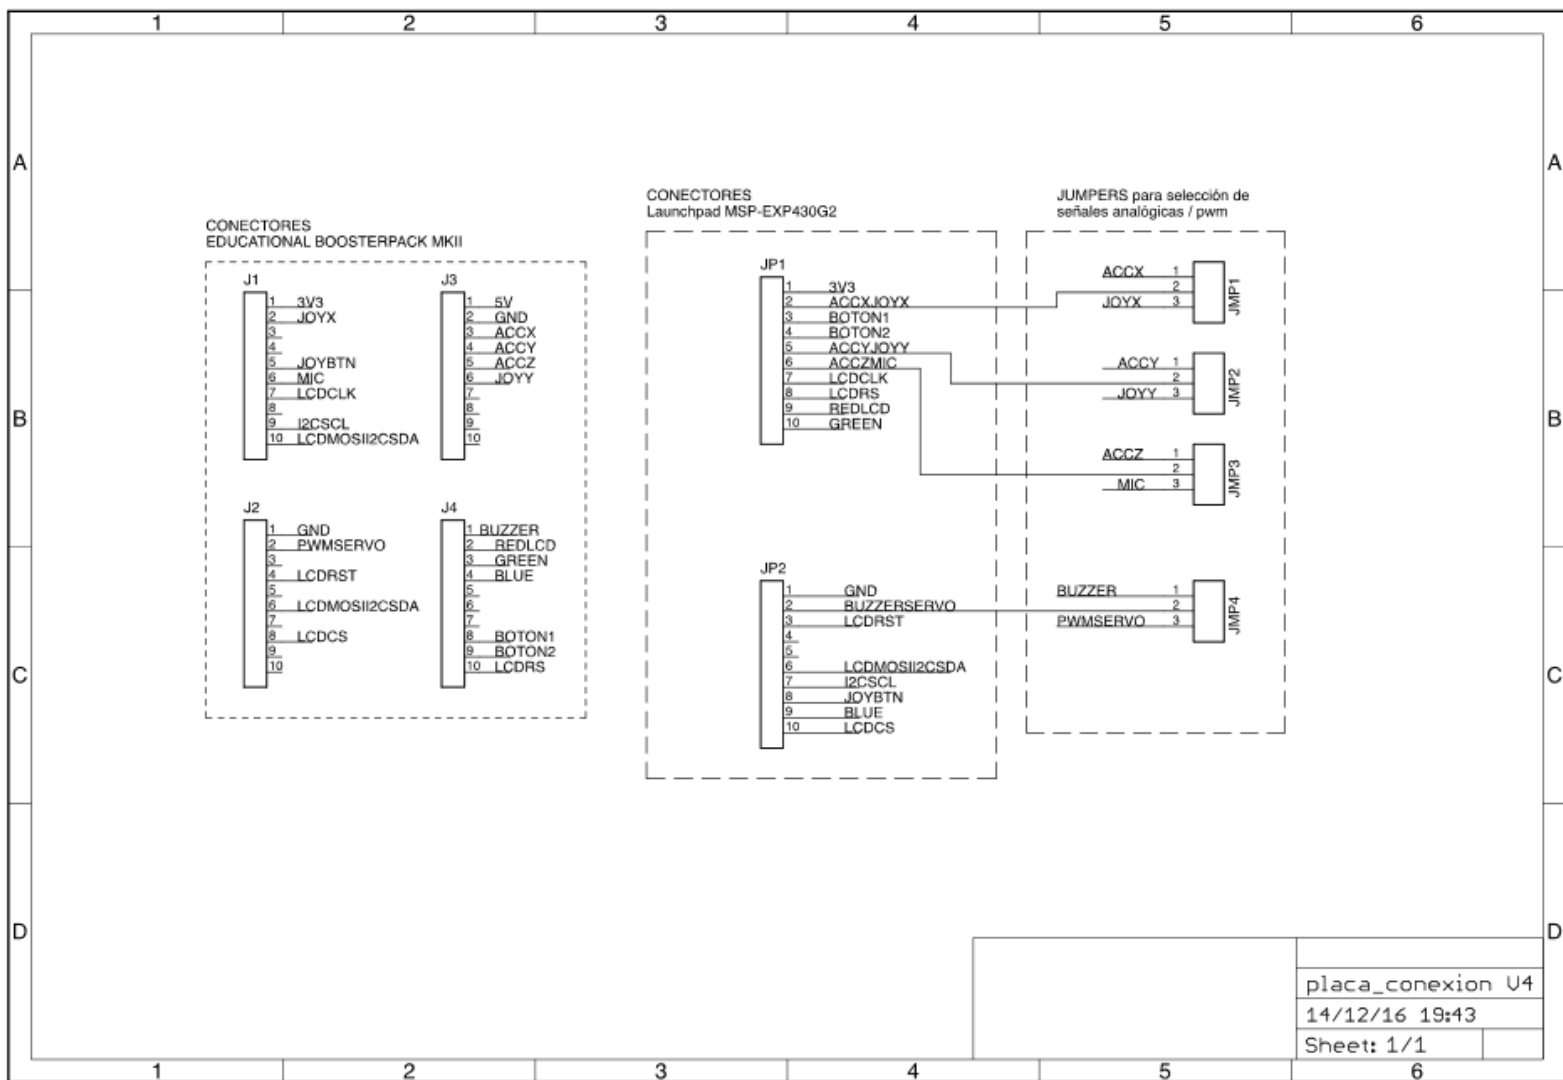 1 2 3 4 5 6
A A
B B
C C
D D
CONECTORES
EDUCATIONAL BOOSTERPACK MKII
J1
1 3V3
2 JOYX
3
4
5 JOYBTN
6 MIC
7 LCDCLK
8
9 I2CSCL
10 LCDMOSII2CSDA
J3
1 5V
2 GND
3 ACCX
4 ACCY
5 ACCZ
6 JOYY
7
8
9
10
J2
1 GND
2 PWMSERVO
3
4 LCDRST
5
6 LCDMOSII2CSDA
7
8 LCDCS
9
10
J4
1 BUZZER
2 REDLCD
3 GREEN
4 BLUE
5
6
7
8 BOTON1
9 BOTON2
10 LCDRS
CONECTORES
Launchpad MSP-EXP430G2
JP1
1 3V3
2 ACCXJOYX
3 BOTON1
4 BOTON2
5 ACCYJOYY
6 ACCZMIC
7 LCDCLK
8 LCDRS
9 REDLCD
10 GREEN
JP2
1 GND
2 BUZZERSERVO
3 LCDRST
4
5
6 LCDMOSII2CSDA
7 I2CSCL
8 JOYBTN
9 BLUE
10 LCDCS
JUMPERS para selección de
señales analógicas / pwm
ACCX 1
2
JOYX 3
JMP1
ACCY 1
2
JOYY 3
JMP2
ACCZ 1
2
MIC 3
JMP3
BUZZER 1
2
PWMSERVO 3
JMP4
placa_conexion V4
14/12/16 19:43
Sheet: 1/1
1 2 3 4 5 6